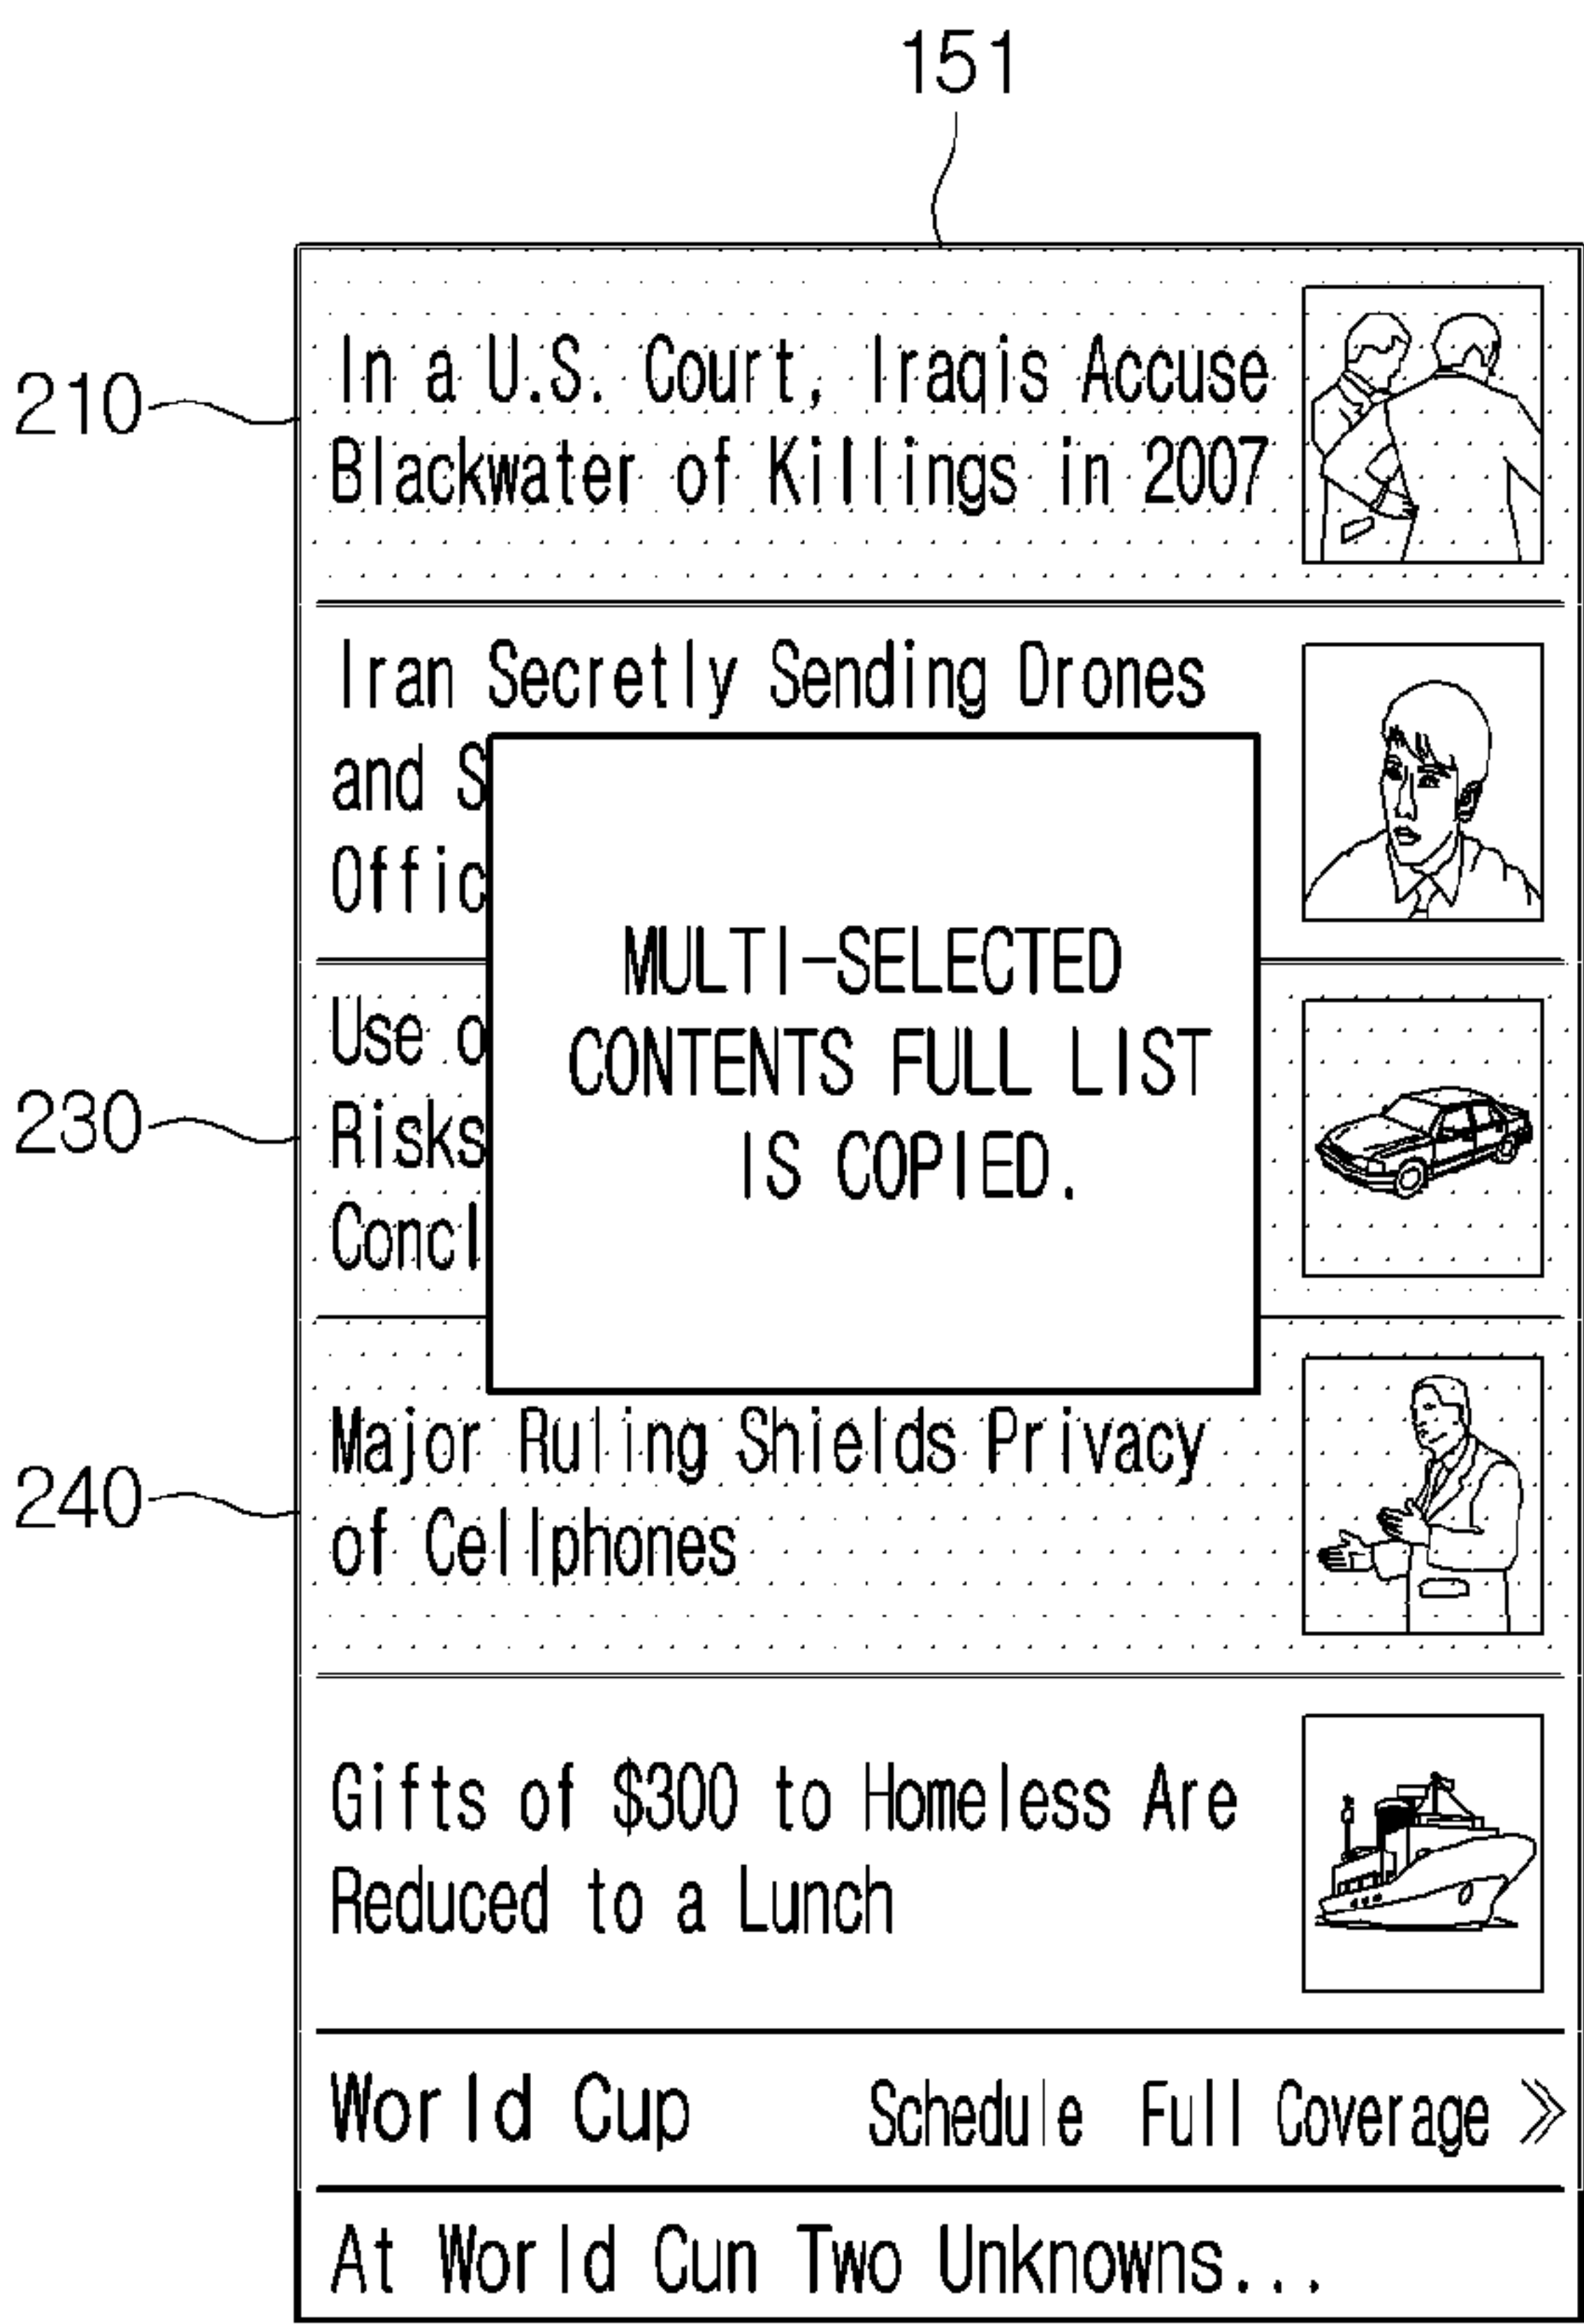 151
210
In a U.S. Court, Iraqis Accuse
Blackwater of Killings in 2007
Iran Secretly Sending Drones
and S
Offic
MULTI-SELECTED
CONTENTS FULL LIST
IS COPIED.
230
Use o
Risks
Concl
240
Major Ruling Shields Privacy
of Cellphones
Gifts of $300 to Homeless Are
Reduced to a Lunch
World Cup Schedule Full Coverage »
At World Cun Two Unknowns...